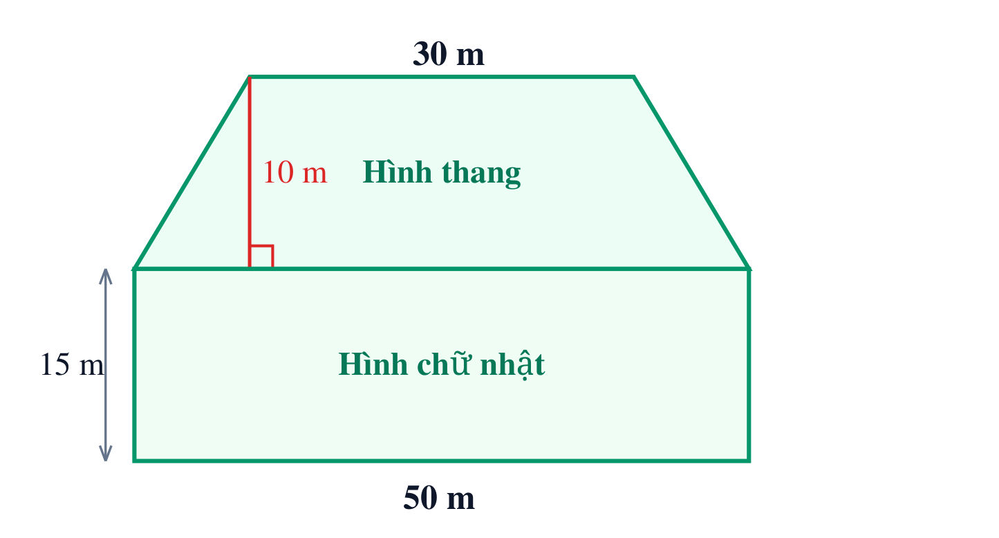 30 m
10 m
Hình thang
15 m
Hình chữ nhật
50 m